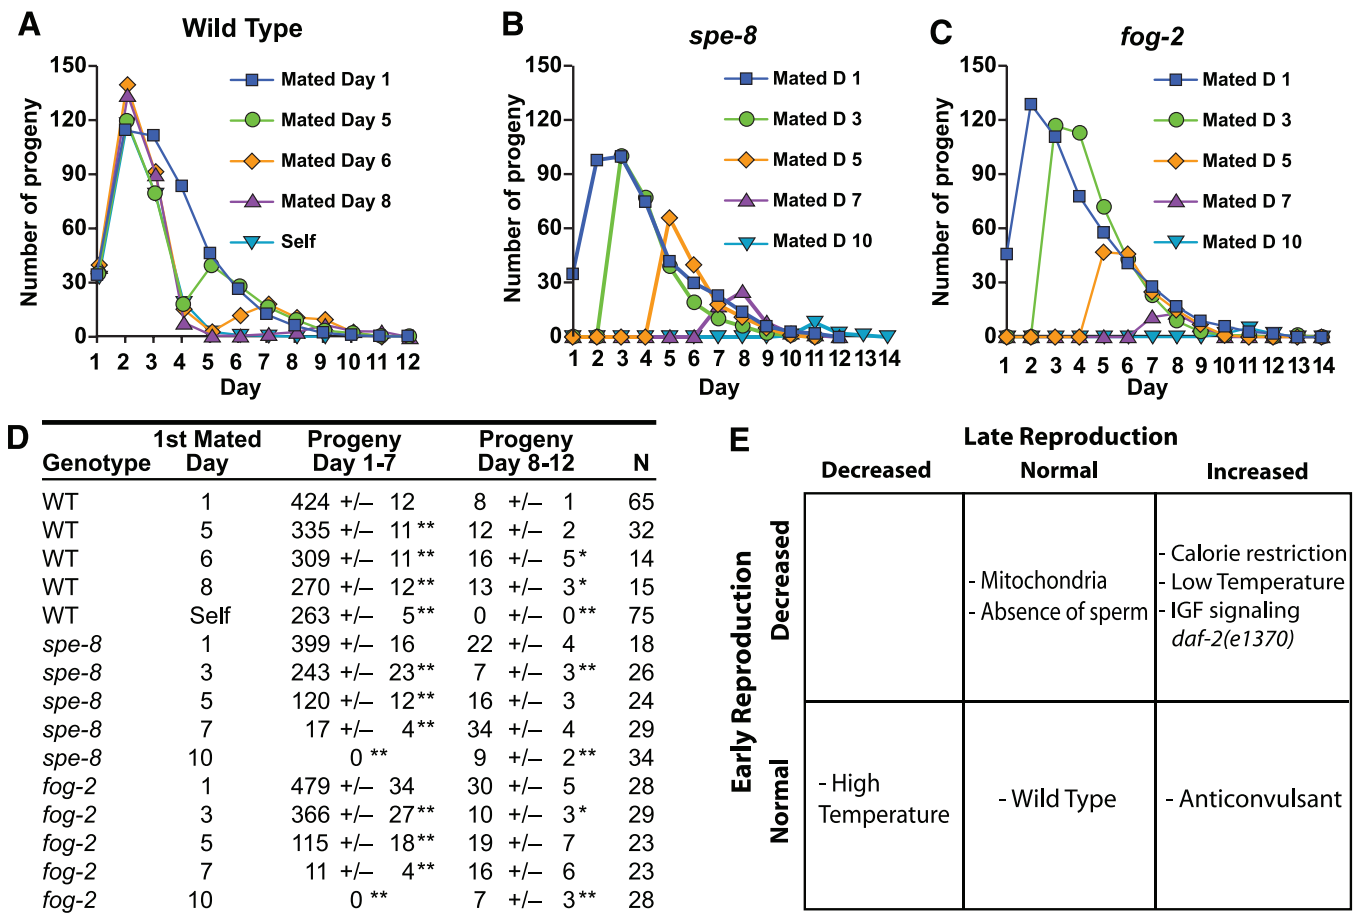 A
Wild Type
Number of progeny
150
120
90
60
30
0
1 2 3 4 5 6 7 8 9 10 11 12
Day
Mated Day 1
Mated Day 5
Mated Day 6
Mated Day 8
Self
B
spe-8
Number of progeny
150
120
90
60
30
0
1 2 3 4 5 6 7 8 9 10 11 12 13 14
Day
Mated D 1
Mated D 3
Mated D 5
Mated D 7
Mated D 10
C
fog-2
Number of progeny
150
120
90
60
30
0
1 2 3 4 5 6 7 8 9 10 11 12 13 14
Day
Mated D 1
Mated D 3
Mated D 5
Mated D 7
Mated D 10
D
1st Mated Progeny Progeny
Genotype Day Day 1-7 Day 8-12 N
WT 1 424 +/– 12 8 +/– 1 65
WT 5 335 +/– 11** 12 +/– 2 32
WT 6 309 +/– 11** 16 +/– 5* 14
WT 8 270 +/– 12** 13 +/– 3* 15
WT Self 263 +/– 5** 0 +/– 0** 75
spe-8 1 399 +/– 16 22 +/– 4 18
spe-8 3 243 +/– 23** 7 +/– 3** 26
spe-8 5 120 +/– 12** 16 +/– 3 24
spe-8 7 17 +/– 4** 34 +/– 4 29
spe-8 10 0 ** 9 +/– 2** 34
fog-2 1 479 +/– 34 30 +/– 5 28
fog-2 3 366 +/– 27** 10 +/– 3* 29
fog-2 5 115 +/– 18** 19 +/– 7 23
fog-2 7 11 +/– 4** 16 +/– 6 23
fog-2 10 0 ** 7 +/– 3** 28
E
Late Reproduction
Decreased Normal Increased
Early Reproduction
Decreased
- Mitochondria
- Absence of sperm
- Calorie restriction
- Low Temperature
- IGF signaling
daf-2(e1370)
Normal
- High
Temperature
- Wild Type
- Anticonvulsant